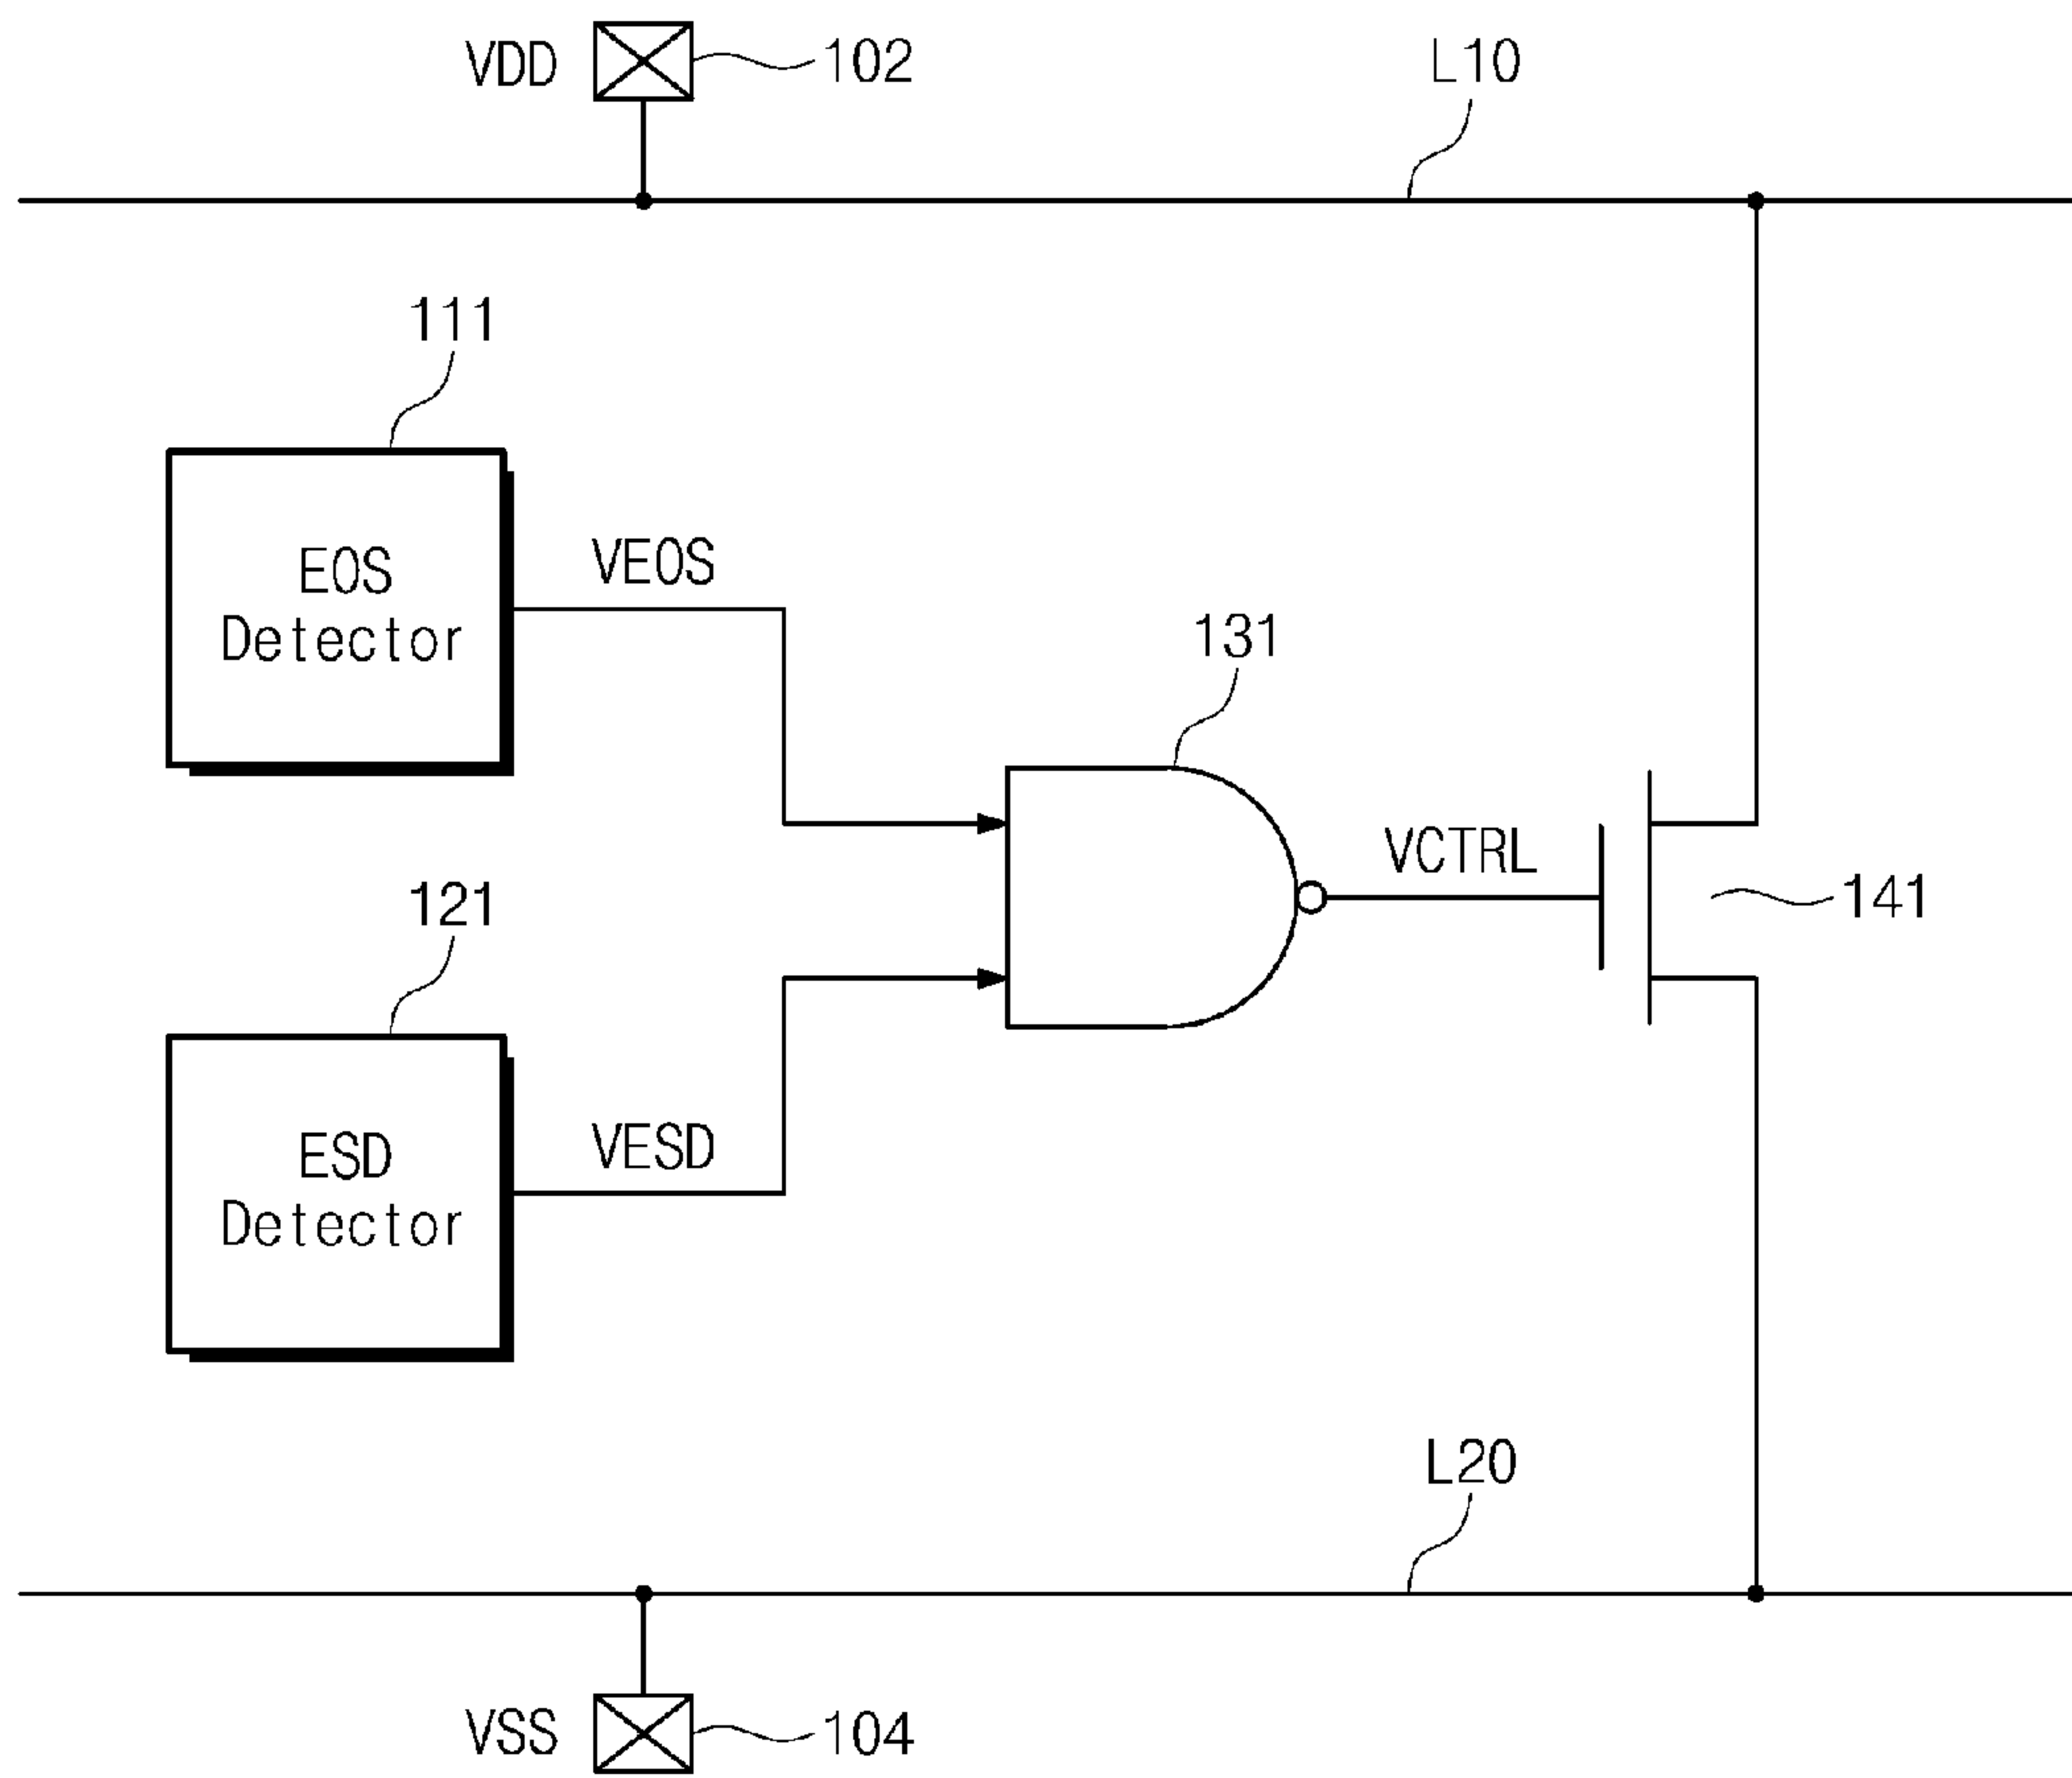 VDD
102
L10
111
EOS
Detector
VEOS
131
VCTRL
141
121
ESD
Detector
VESD
L20
VSS
104